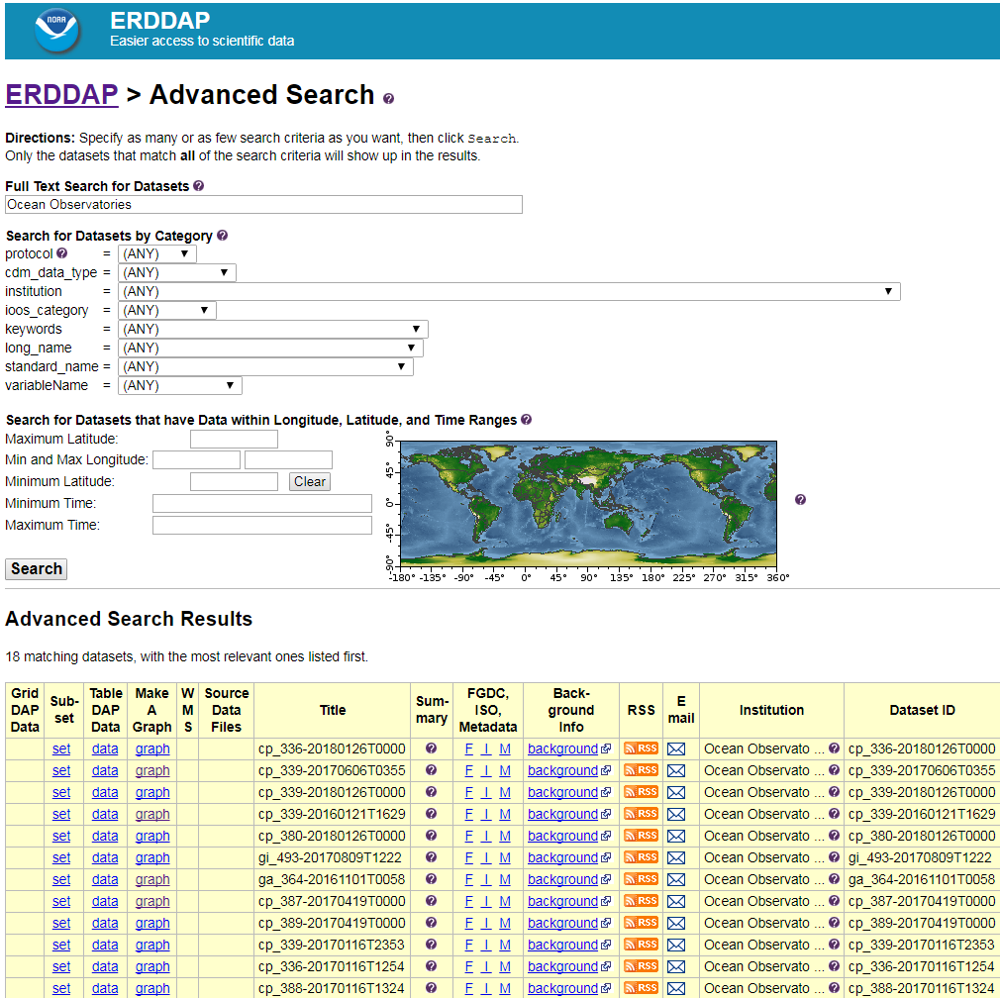 NOAA
ERDDAP
Easier access to scientific data
ERDDAP > Advanced Search ?
Directions: Specify as many or as few search criteria as you want, then click Search.
Only the datasets that match all of the search criteria will show up in the results.
Full Text Search for Datasets ?
Ocean Observatories
Search for Datasets by Category ?
protocol ? = (ANY) ▼
cdm_data_type = (ANY) ▼
institution = (ANY) ▼
ioos_category = (ANY) ▼
keywords = (ANY) ▼
long_name = (ANY) ▼
standard_name = (ANY) ▼
variableName = (ANY) ▼
Search for Datasets that have Data within Longitude, Latitude, and Time Ranges ?
Maximum Latitude:
Min and Max Longitude:
Minimum Latitude: Clear
Minimum Time:
Maximum Time:
90°
45°
0°
-45°
-90°
-180° -135° -90° -45° 0° 45° 90° 135° 180° 225° 270° 315° 360°
?
Search
Advanced Search Results
18 matching datasets, with the most relevant ones listed first.
Grid DAP Data Sub-set Table DAP Data Make A Graph W M S Source Data Files Title Sum-mary FGDC, ISO, Metadata Back-ground Info RSS E mail Institution Dataset ID
set data graph cp_336-20180126T0000 ? F I M background RSS Ocean Observato ... ? cp_336-20180126T0000
set data graph cp_339-20170606T0355 ? F I M background RSS Ocean Observato ... ? cp_339-20170606T0355
set data graph cp_339-20180126T0000 ? F I M background RSS Ocean Observato ... ? cp_339-20180126T0000
set data graph cp_339-20160121T1629 ? F I M background RSS Ocean Observato ... ? cp_339-20160121T1629
set data graph cp_380-20180126T0000 ? F I M background RSS Ocean Observato ... ? cp_380-20180126T0000
set data graph gi_493-20170809T1222 ? F I M background RSS Ocean Observato ... ? gi_493-20170809T1222
set data graph ga_364-20161101T0058 ? F I M background RSS Ocean Observato ... ? ga_364-20161101T0058
set data graph cp_387-20170419T0000 ? F I M background RSS Ocean Observato ... ? cp_387-20170419T0000
set data graph cp_389-20170419T0000 ? F I M background RSS Ocean Observato ... ? cp_389-20170419T0000
set data graph cp_339-20170116T2353 ? F I M background RSS Ocean Observato ... ? cp_339-20170116T2353
set data graph cp_336-20170116T1254 ? F I M background RSS Ocean Observato ... ? cp_336-20170116T1254
set data graph cp_388-20170116T1324 ? F I M background RSS Ocean Observato ... ? cp_388-20170116T1324